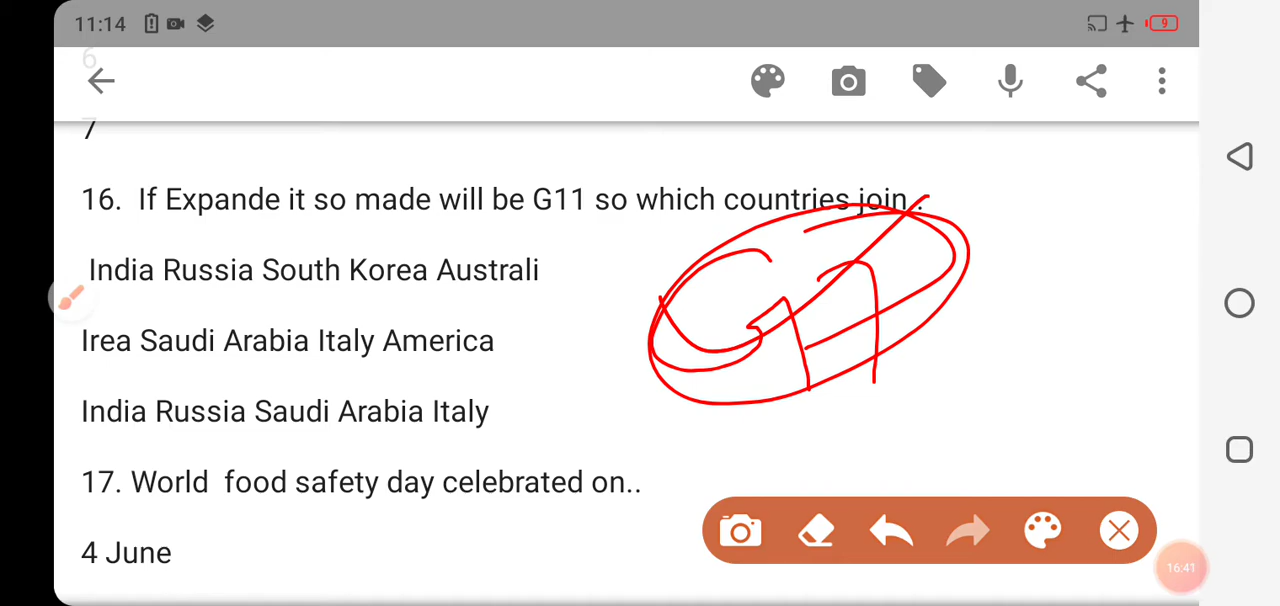 11:14
9
6
7
16. If Expande it so made will be G11 so which countries join .
India Russia South Korea Australi
Irea Saudi Arabia Italy America
India Russia Saudi Arabia Italy
G7
17. World food safety day celebrated on..
4 June
16:41